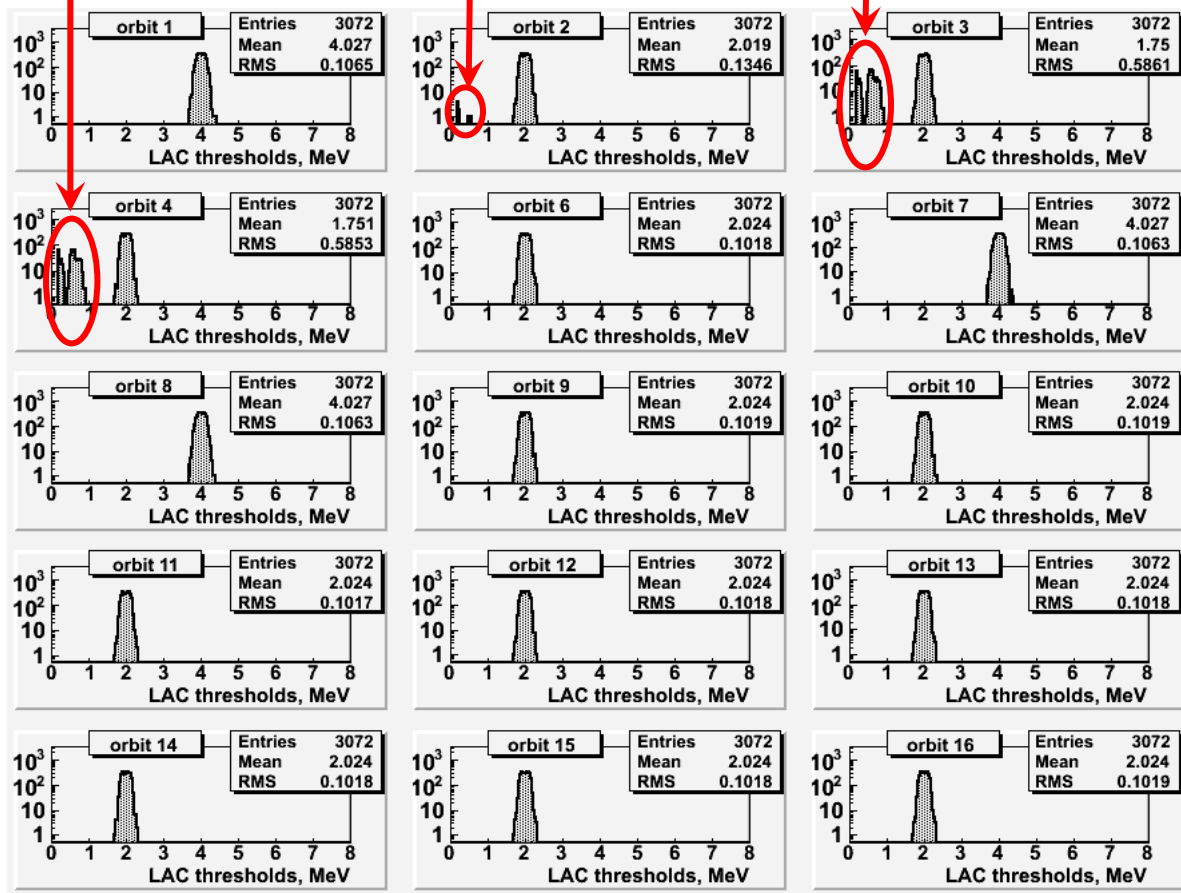 orbit 1
Entries 3072
Mean 4.027
RMS 0.1065
10³
10²
10
1
0 1 2 3 4 5 6 7 8
LAC thresholds, MeV
orbit 2
Entries 3072
Mean 2.019
RMS 0.1346
10³
10²
10
1
0 1 2 3 4 5 6 7 8
LAC thresholds, MeV
orbit 3
Entries 3072
Mean 1.75
RMS 0.5861
10³
10²
10
1
0 1 2 3 4 5 6 7 8
LAC thresholds, MeV
orbit 4
Entries 3072
Mean 1.751
RMS 0.5853
10³
10²
10
1
0 1 2 3 4 5 6 7 8
LAC thresholds, MeV
orbit 6
Entries 3072
Mean 2.024
RMS 0.1018
10³
10²
10
1
0 1 2 3 4 5 6 7 8
LAC thresholds, MeV
orbit 7
Entries 3072
Mean 4.027
RMS 0.1063
10³
10²
10
1
0 1 2 3 4 5 6 7 8
LAC thresholds, MeV
orbit 8
Entries 3072
Mean 4.027
RMS 0.1063
10³
10²
10
1
0 1 2 3 4 5 6 7 8
LAC thresholds, MeV
orbit 9
Entries 3072
Mean 2.024
RMS 0.1019
10³
10²
10
1
0 1 2 3 4 5 6 7 8
LAC thresholds, MeV
orbit 10
Entries 3072
Mean 2.024
RMS 0.1019
10³
10²
10
1
0 1 2 3 4 5 6 7 8
LAC thresholds, MeV
orbit 11
Entries 3072
Mean 2.024
RMS 0.1017
10³
10²
10
1
0 1 2 3 4 5 6 7 8
LAC thresholds, MeV
orbit 12
Entries 3072
Mean 2.024
RMS 0.1018
10³
10²
10
1
0 1 2 3 4 5 6 7 8
LAC thresholds, MeV
orbit 13
Entries 3072
Mean 2.024
RMS 0.1018
10³
10²
10
1
0 1 2 3 4 5 6 7 8
LAC thresholds, MeV
orbit 14
Entries 3072
Mean 2.024
RMS 0.1018
10³
10²
10
1
0 1 2 3 4 5 6 7 8
LAC thresholds, MeV
orbit 15
Entries 3072
Mean 2.024
RMS 0.1018
10³
10²
10
1
0 1 2 3 4 5 6 7 8
LAC thresholds, MeV
orbit 16
Entries 3072
Mean 2.024
RMS 0.1019
10³
10²
10
1
0 1 2 3 4 5 6 7 8
LAC thresholds, MeV